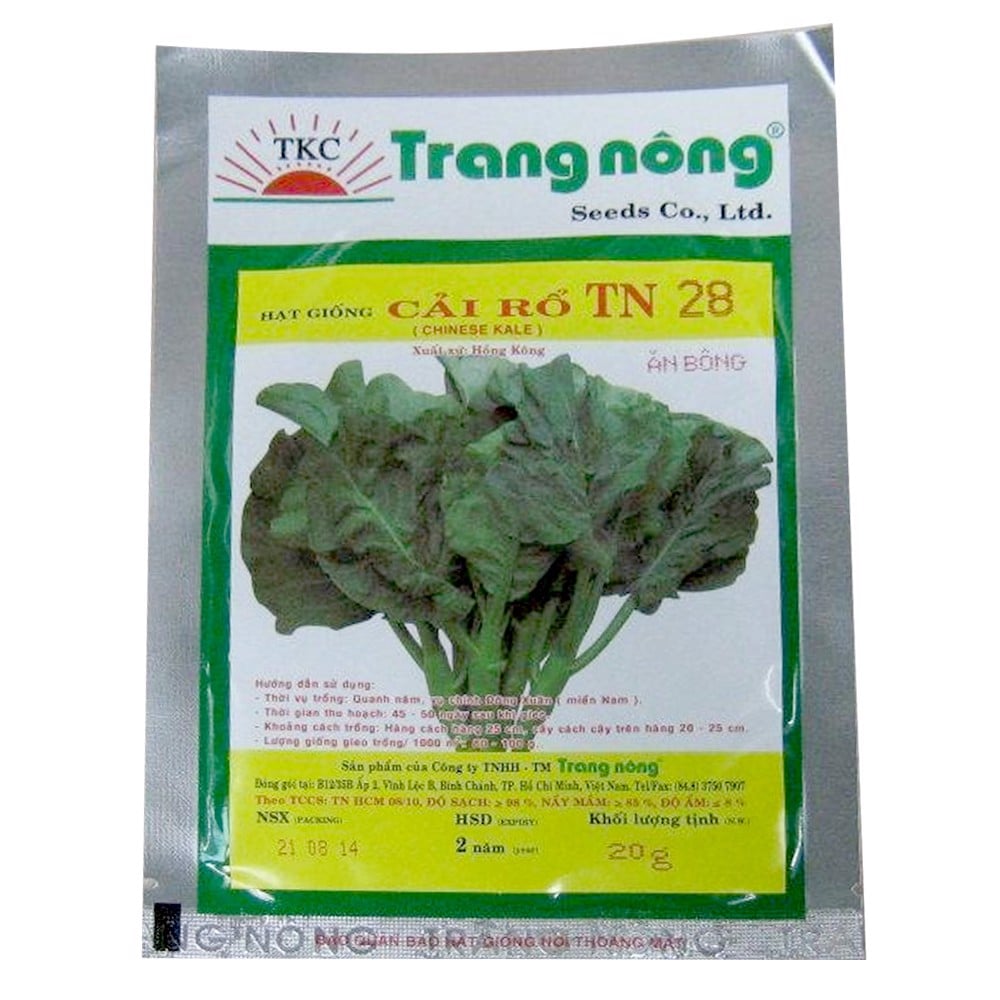 TKC
Trang nông®
Seeds Co., Ltd.
HẠT GIỐNG CẢI RỔ TN 28
( CHINESE KALE )
Xuất xứ: Hồng Kông
ĂN BÔNG
Hướng dẫn sử dụng:
- Thời vụ trồng: Quanh năm, vụ chính Đông Xuân ( miền Nam ).
- Thời gian thu hoạch: 45 - 50 ngày sau khi gieo.
- Khoảng cách trồng: Hàng cách hàng 25 cm, cây cách cây trên hàng 20 - 25 cm.
- Lượng giống gieo trồng/ 1000 m²: 80 - 100 g.
Sản phẩm của Công ty TNHH - TM Trang nông
Đóng gói tại: B12/35B Ấp 2, Vĩnh Lộc B, Bình Chánh, TP. Hồ Chí Minh, Việt Nam. Tel/Fax: (84.8) 3750 7907
Theo TCCS: TN HCM 08/10, ĐỘ SẠCH: ≥ 98 %, NẨY MẦM: ≥ 85 %, ĐỘ ẨM: ≤ 8 %
NSX (PACKING) HSD (EXPIRY) Khối lượng tịnh (N.W.)
21 08 14 2 năm (year) 20g
NG NÔNG TRANG NÔNG TRA
BẢO QUẢN BAO HẠT GIỐNG NƠI THOÁNG MÁT